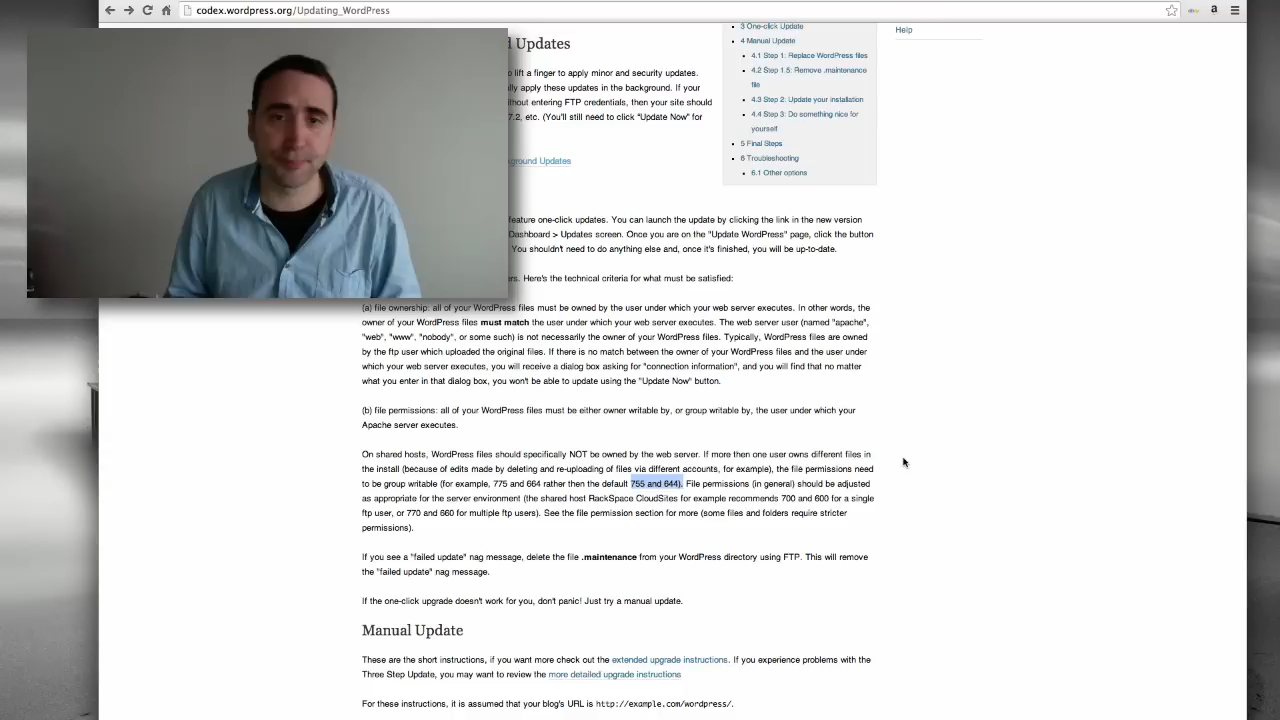 codex.wordpress.org/Updating_WordPress
3 One-click Update
4 Manual Update
4.1 Step 1: Replace WordPress files
4.2 Step 1.5: Remove .maintenance
file
4.3 Step 2: Update your installation
4.4 Step 3: Do something nice for
yourself
5 Final Steps
6 Troubleshooting
6.1 Other options
Help
d Updates
o lift a finger to apply minor and security updates.
lly apply these updates in the background. If your
ithout entering FTP credentials, then your site should
7.2, etc. (You'll still need to click "Update Now" for
ground Updates
feature one-click updates. You can launch the update by clicking the link in the new version
Dashboard > Updates screen. Once you are on the "Update WordPress" page, click the button
You shouldn't need to do anything else and, once it's finished, you will be up-to-date.
ers. Here's the technical criteria for what must be satisfied:
(a) file ownership: all of your WordPress files must be owned by the user under which your web server executes. In other words, the
owner of your WordPress files must match the user under which your web server executes. The web server user (named "apache",
"web", "www", "nobody", or some such) is not necessarily the owner of your WordPress files. Typically, WordPress files are owned
by the ftp user which uploaded the original files. If there is no match between the owner of your WordPress files and the user under
which your web server executes, you will receive a dialog box asking for "connection information", and you will find that no matter
what you enter in that dialog box, you won't be able to update using the "Update Now" button.
(b) file permissions: all of your WordPress files must be either owner writable by, or group writable by, the user under which your
Apache server executes.
On shared hosts, WordPress files should specifically NOT be owned by the web server. If more then one user owns different files in
the install (because of edits made by deleting and re-uploading of files via different accounts, for example), the file permissions need
to be group writable (for example, 775 and 664 rather then the default 755 and 644). File permissions (in general) should be adjusted
as appropriate for the server environment (the shared host RackSpace CloudSites for example recommends 700 and 600 for a single
ftp user, or 770 and 660 for multiple ftp users). See the file permission section for more (some files and folders require stricter
permissions).
If you see a "failed update" nag message, delete the file .maintenance from your WordPress directory using FTP. This will remove
the "failed update" nag message.
If the one-click upgrade doesn't work for you, don't panic! Just try a manual update.
Manual Update
These are the short instructions, if you want more check out the extended upgrade instructions. If you experience problems with the
Three Step Update, you may want to review the more detailed upgrade instructions
For these instructions, it is assumed that your blog's URL is http://example.com/wordpress/.